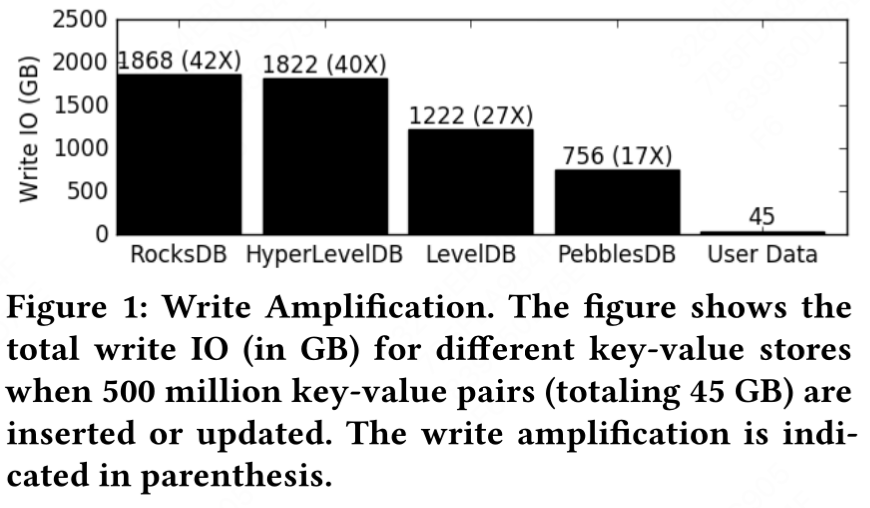 2500
2000
1500
1000
500
0
Write IO (GB)
1868 (42X)
1822 (40X)
1222 (27X)
756 (17X)
45
RocksDB HyperLevelDB LevelDB PebblesDB User Data
Figure 1: Write Amplification. The figure shows the
total write IO (in GB) for different key-value stores
when 500 million key-value pairs (totaling 45 GB) are
inserted or updated. The write amplification is indi-
cated in parenthesis.